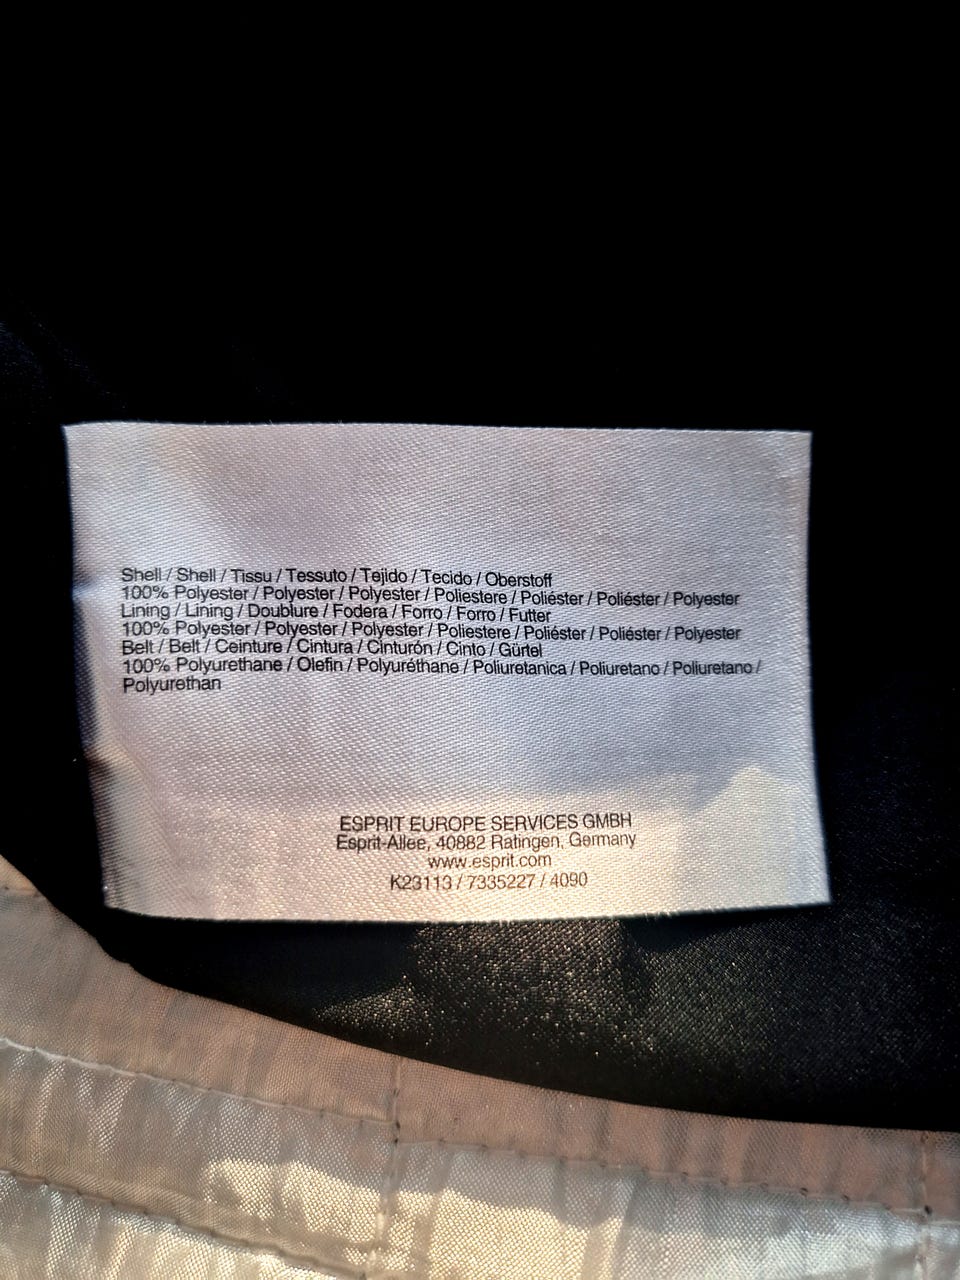 Shell / Shell / Tissu / Tessuto / Tejido / Tecido / Oberstoff
100% Polyester / Polyester / Polyester / Poliestere / Poliéster / Poliéster / Polyester
Lining / Lining / Doublure / Fodera / Forro / Forro / Futter
100% Polyester / Polyester / Polyester / Poliestere / Poliéster / Poliéster / Polyester
Belt / Belt / Ceinture / Cintura / Cinturón / Cinto / Gürtel
100% Polyurethane / Olefin / Polyuréthane / Poliuretanica / Poliuretano / Poliuretano /
Polyurethan
ESPRIT EUROPE SERVICES GMBH
Esprit-Allee, 40882 Ratingen, Germany
www.esprit.com
K23113 / 7335227 / 4090